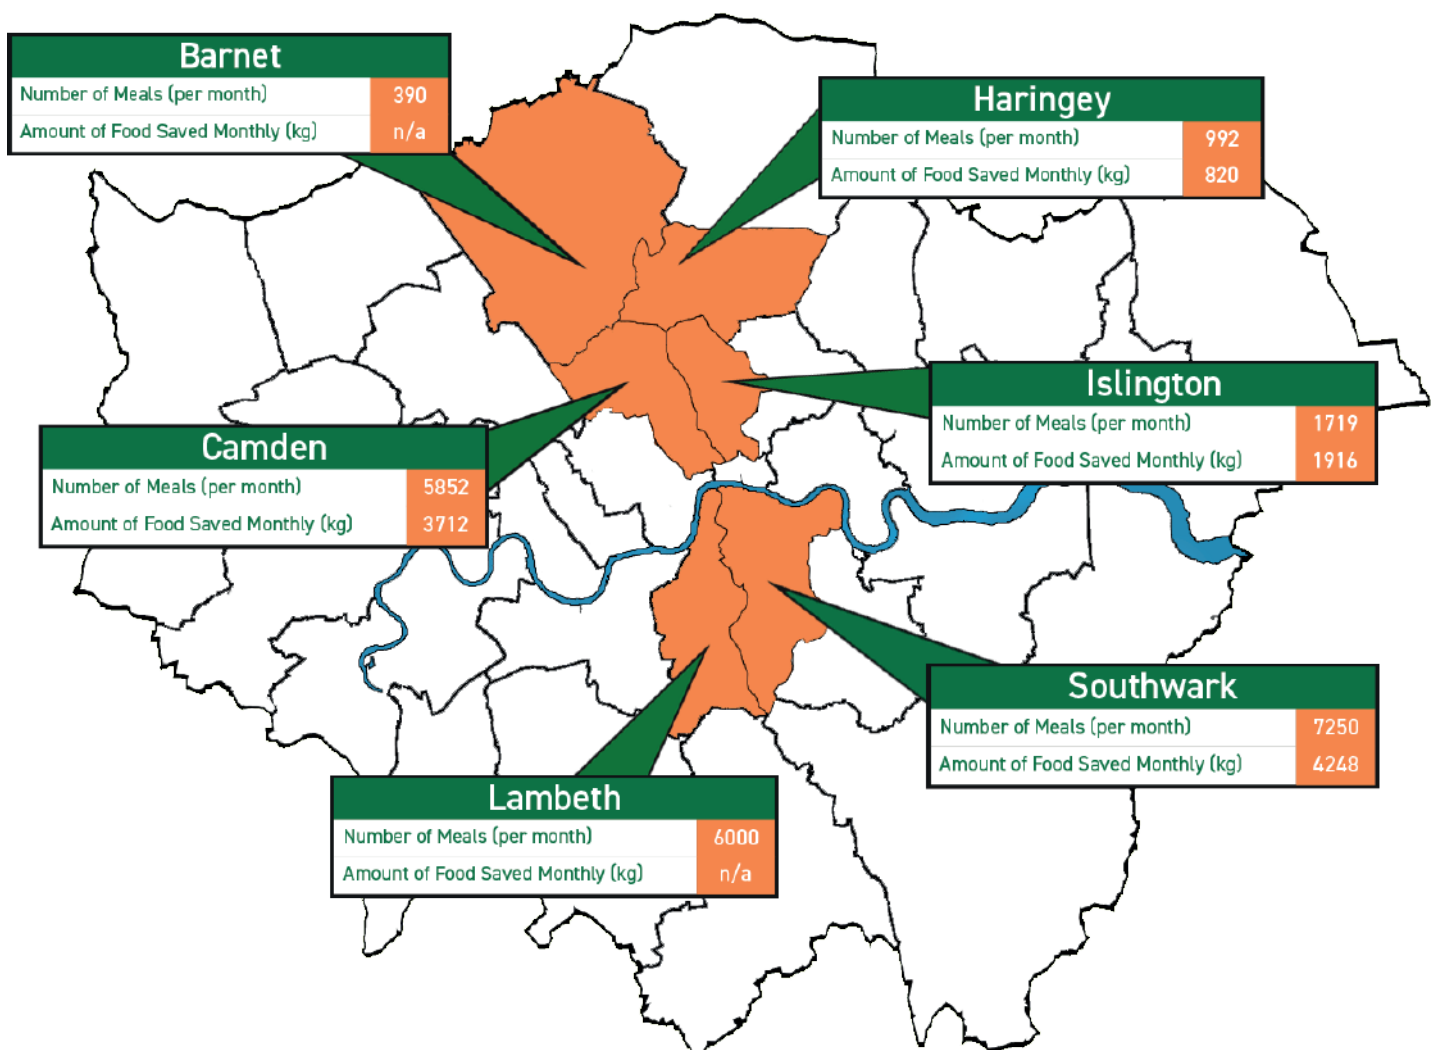 Barnet
Number of Meals (per month) 390
Amount of Food Saved Monthly (kg) n/a
Haringey
Number of Meals (per month) 992
Amount of Food Saved Monthly (kg) 820
Islington
Number of Meals (per month) 1719
Amount of Food Saved Monthly (kg) 1916
Camden
Number of Meals (per month) 5852
Amount of Food Saved Monthly (kg) 3712
Southwark
Number of Meals (per month) 7250
Amount of Food Saved Monthly (kg) 4248
Lambeth
Number of Meals (per month) 6000
Amount of Food Saved Monthly (kg) n/a